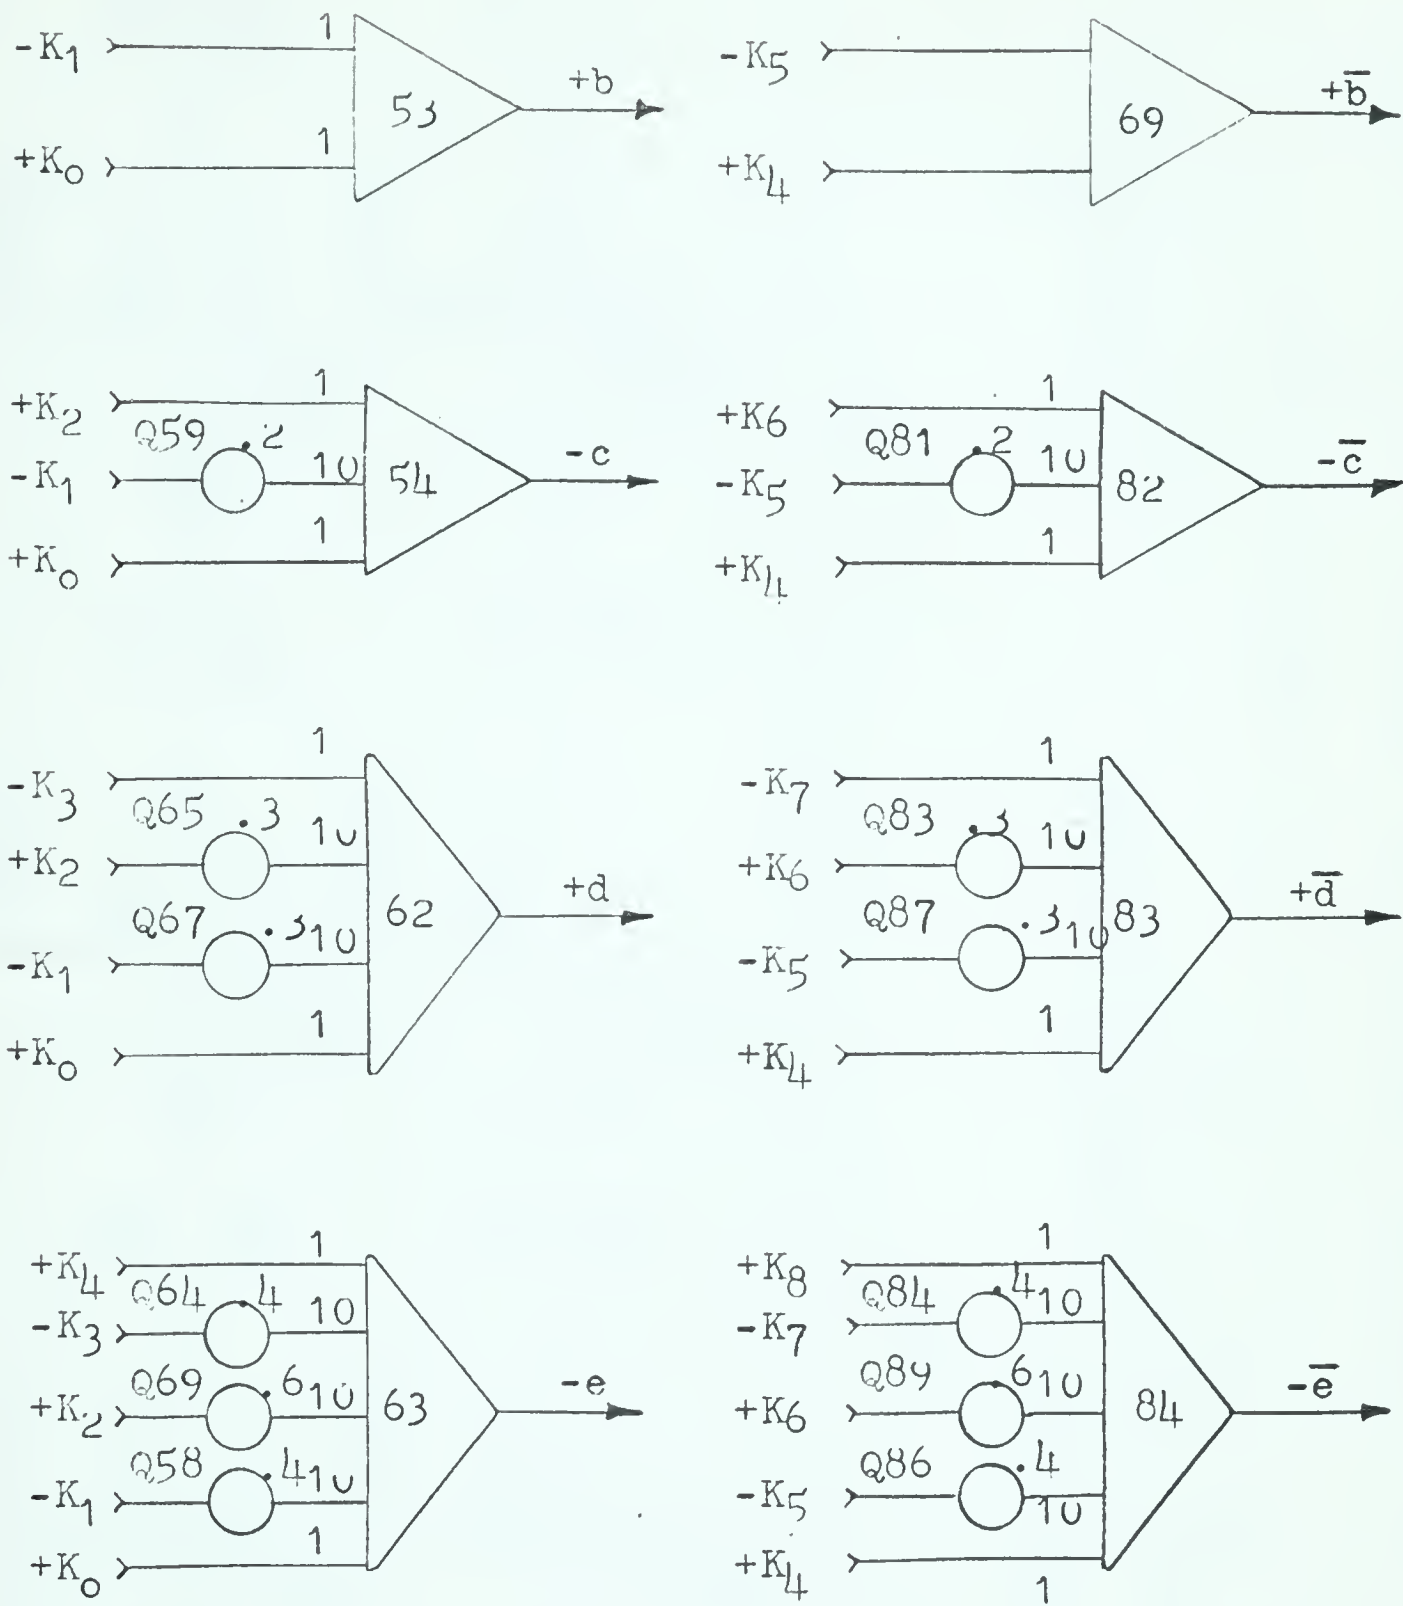 -K₁ 1 53 +b
+K₀ 1
-K₅ 69 +b̅
+K₄
+K₂ 1
Q59 .2
-K₁ 10 54 -c
+K₀ 1
+K₆ 1
Q81 .2
-K₅ 10 82 -c̅
+K₄ 1
-K₃ 1
Q65 .3
+K₂ 10
62 +d
Q67 .3
-K₁ 10
+K₀ 1
-K₇ 1
Q83 .3
+K₆ 10
83 +d̅
Q87 .3
-K₅ 10
+K₄ 1
+K₄ 1
Q64 .4
-K₃ 10
Q69 .6
+K₂ 10 63 -e
Q58 .4
-K₁ 10
+K₀ 1
+K₈ 1
Q84 .4
-K₇ 10
Q89 .6
+K₆ 10 84 -e̅
Q86 .4
-K₅ 10
+K₄ 1